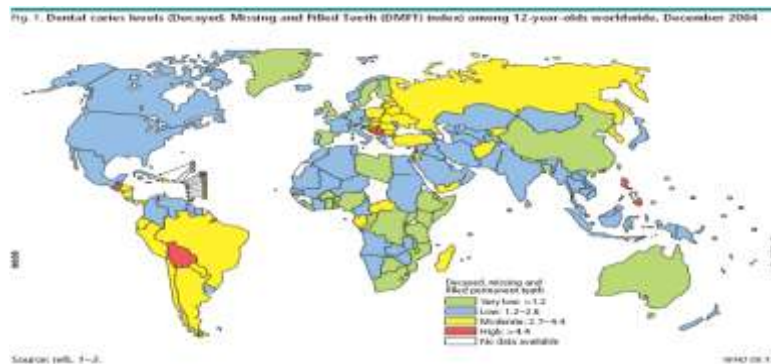 Fig. 1. Dental caries levels (Decayed, Missing and Filled Teeth (DMFT) index) among 12-year-olds worldwide, December 2004
Decayed, missing and
filled permanent teeth
Very low: <1.2
Low: 1.2–2.6
Moderate: 2.7–4.4
High: >4.4
No data available
Source: refs. 1–3.